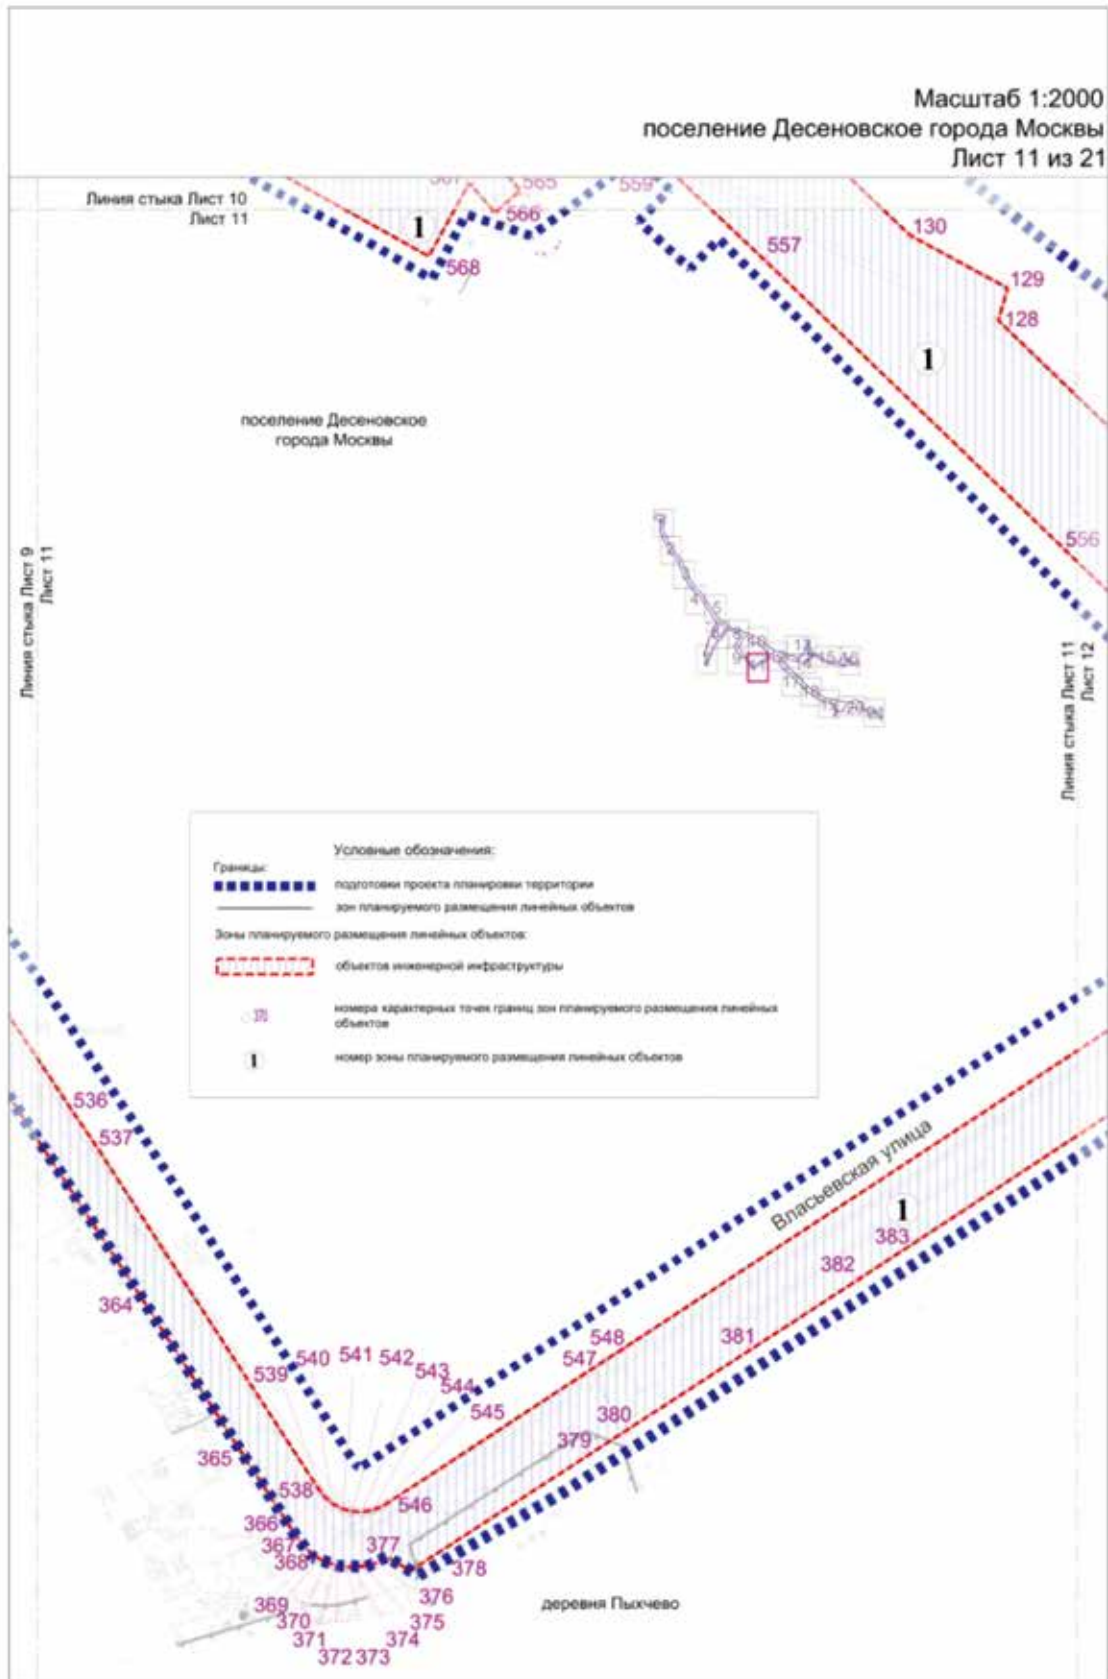 Масштаб 1:2000
поселение Десеновское города Москвы
Лист 11 из 21
Линия стыка Лист 10
Лист 11
567
565
566
568
1
559
557
130
129
128
1
556
поселение Десеновское
города Москвы
Линия стыка Лист 9
Лист 11
Линия стыка Лист 11
Лист 12
Условные обозначения:
Границы:
подготовки проекта планировки территории
зон планируемого размещения линейных объектов
Зоны планируемого размещения линейных объектов:
объектов инженерной инфраструктуры
номера характерных точек границ зон планируемого размещения линейных
объектов
1
номер зоны планируемого размещения линейных объектов
536
537
Власьевская улица
1
383
382
364
381
548
547
541
540
542
543
539
544
545
380
379
365
538
546
366
367
368
377
378
376
369
370
375
371
374
372
373
деревня Пыхчево